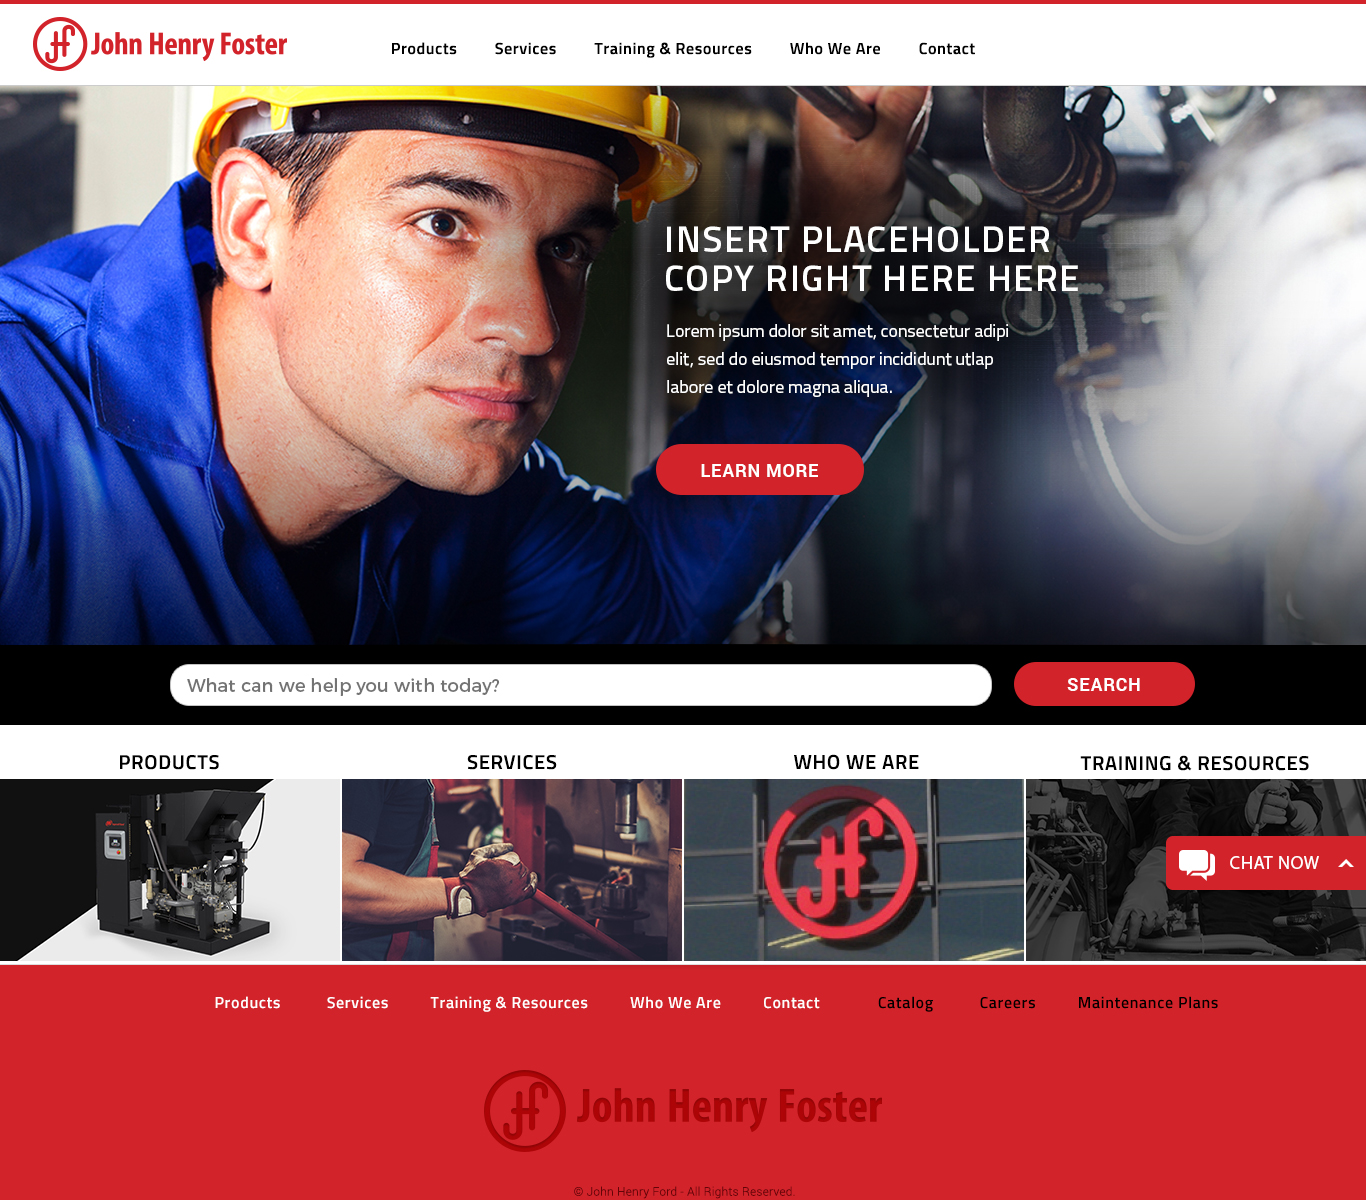 John Henry Foster
Products Services Training & Resources Who We Are Contact
INSERT PLACEHOLDER
COPY RIGHT HERE HERE
Lorem ipsum dolor sit amet, consectetur adipi
elit, sed do eiusmod tempor incididunt utlap
labore et dolore magna aliqua.
LEARN MORE
What can we help you with today?
SEARCH
PRODUCTS SERVICES WHO WE ARE TRAINING & RESOURCES
CHAT NOW
Products Services Training & Resources Who We Are Contact Catalog Careers Maintenance Plans
John Henry Foster
© John Henry Ford - All Rights Reserved.